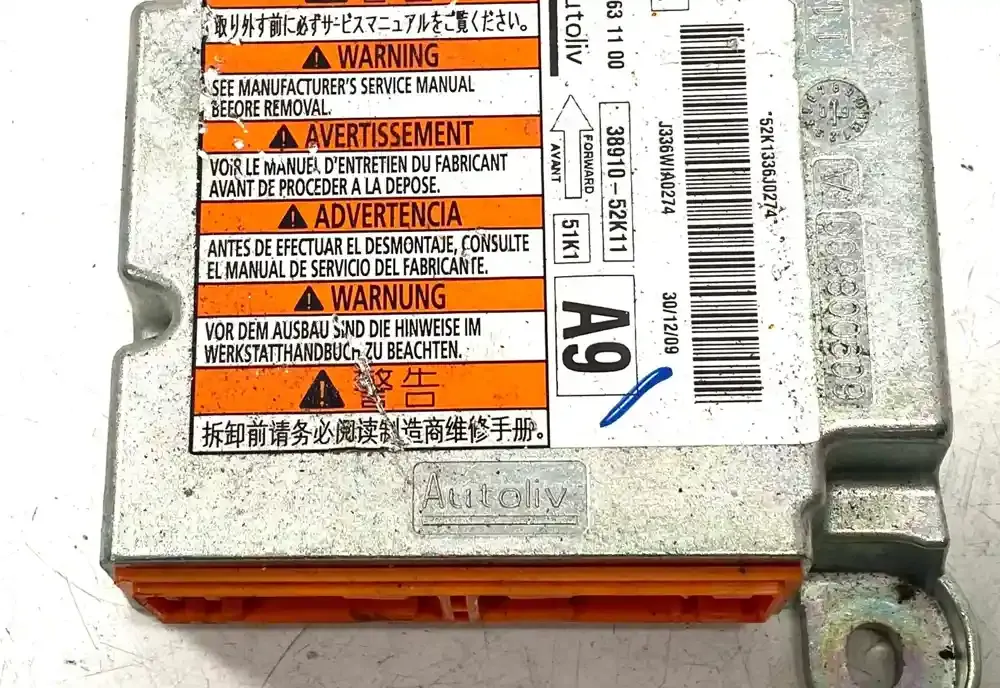 取り外す前に必ずサービスマニュアルをご覧ください。
WARNING
SEE MANUFACTURER'S SERVICE MANUAL
BEFORE REMOVAL.
AVERTISSEMENT
VOIR LE MANUEL D'ENTRETIEN DU FABRICANT
AVANT DE PROCEDER A LA DEPOSE.
ADVERTENCIA
ANTES DE EFECTUAR EL DESMONTAJE, CONSULTE
EL MANUAL DE SERVICIO DEL FABRICANTE.
WARNUNG
VOR DEM AUSBAU SIND DIE HINWEISE IM
WERKSTATTHANDBUCH ZU BEACHTEN.
警告
拆卸前请务必阅读制造商维修手册。
Autoliv
63 11 00
FORWARD
AVANT
38910-52K11
51K1
A9
J336WIA0274
30/12/09
*52K1336J0274*
Autoliv